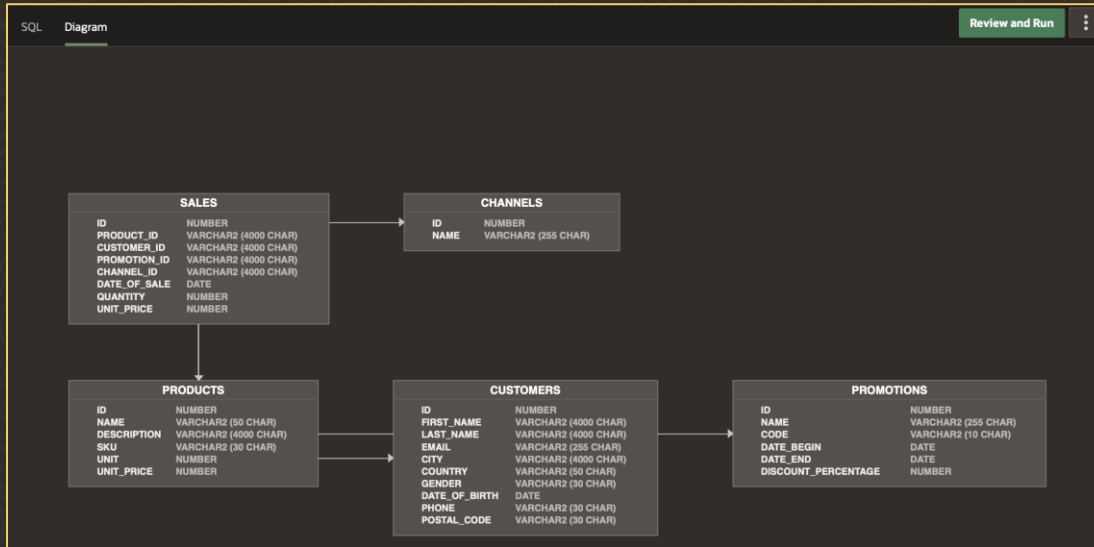 SQL Diagram Review and Run
SALES
ID NUMBER
PRODUCT_ID VARCHAR2 (4000 CHAR)
CUSTOMER_ID VARCHAR2 (4000 CHAR)
PROMOTION_ID VARCHAR2 (4000 CHAR)
CHANNEL_ID VARCHAR2 (4000 CHAR)
DATE_OF_SALE DATE
QUANTITY NUMBER
UNIT_PRICE NUMBER
CHANNELS
ID NUMBER
NAME VARCHAR2 (255 CHAR)
PRODUCTS
ID NUMBER
NAME VARCHAR2 (50 CHAR)
DESCRIPTION VARCHAR2 (4000 CHAR)
SKU VARCHAR2 (30 CHAR)
UNIT NUMBER
UNIT_PRICE NUMBER
CUSTOMERS
ID NUMBER
FIRST_NAME VARCHAR2 (4000 CHAR)
LAST_NAME VARCHAR2 (4000 CHAR)
EMAIL VARCHAR2 (255 CHAR)
CITY VARCHAR2 (4000 CHAR)
COUNTRY VARCHAR2 (50 CHAR)
GENDER VARCHAR2 (30 CHAR)
DATE_OF_BIRTH DATE
PHONE VARCHAR2 (30 CHAR)
POSTAL_CODE VARCHAR2 (30 CHAR)
PROMOTIONS
ID NUMBER
NAME VARCHAR2 (255 CHAR)
CODE VARCHAR2 (10 CHAR)
DATE_BEGIN DATE
DATE_END DATE
DISCOUNT_PERCENTAGE NUMBER